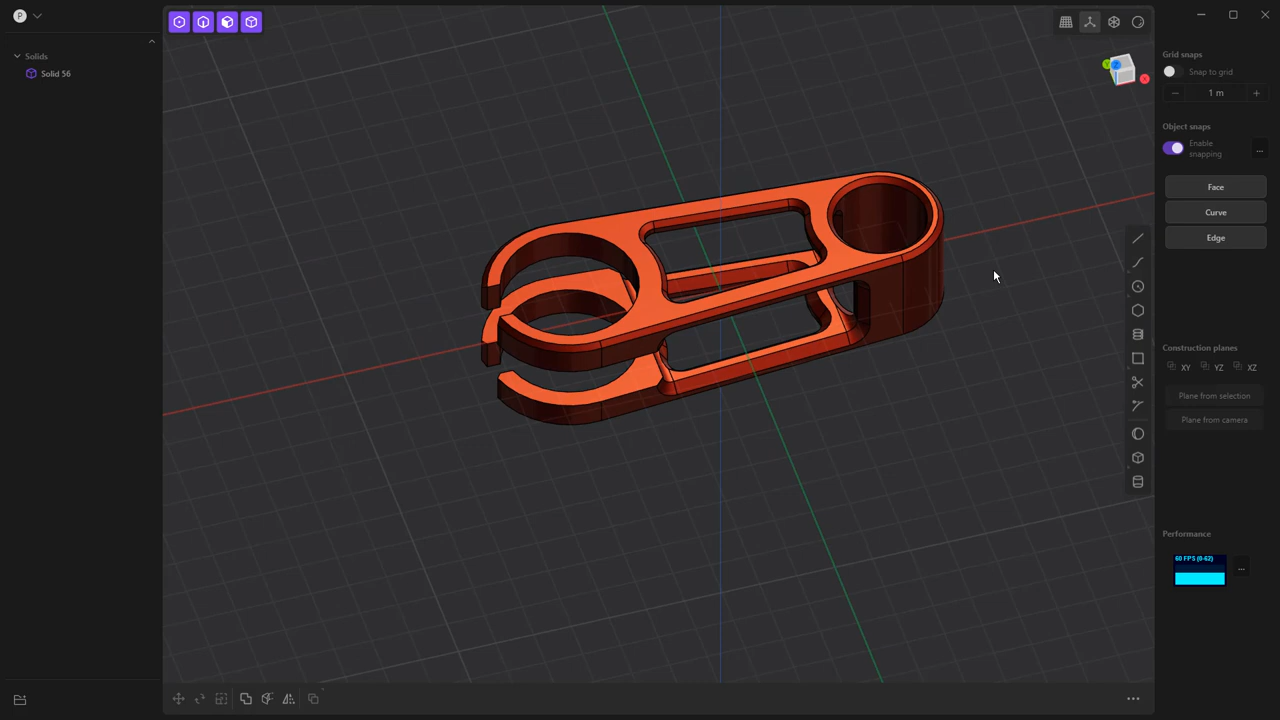 P
Solids
Solid 56
Grid snaps
Snap to grid
1 m
Object snaps
Enable
snapping
...
Face
Curve
Edge
Construction planes
XY YZ XZ
Plane from selection
Plane from camera
Performance
60 FPS (0-62)
...